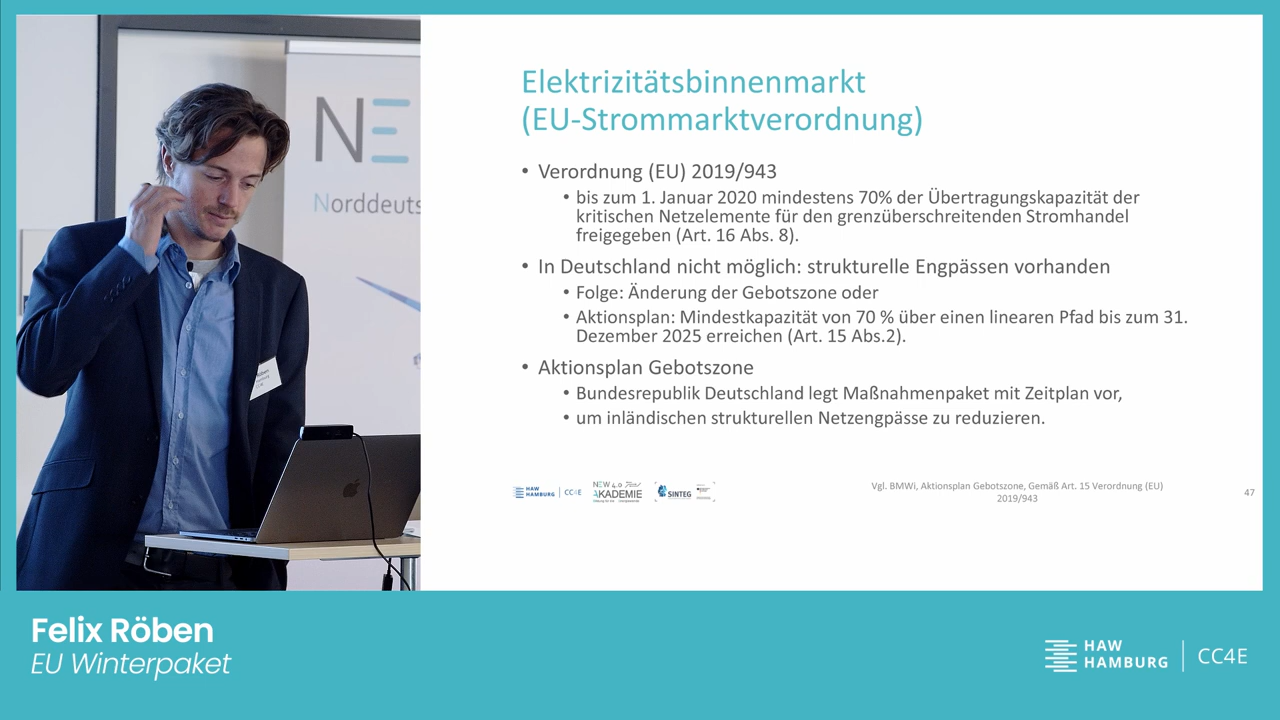 NE
Norddeuts
Röben
Elektrizitätsbinnenmarkt
(EU-Strommarktverordnung)
• Verordnung (EU) 2019/943
• bis zum 1. Januar 2020 mindestens 70% der Übertragungskapazität der
kritischen Netzelemente für den grenzüberschreitenden Stromhandel
freigegeben (Art. 16 Abs. 8).
• In Deutschland nicht möglich: strukturelle Engpässen vorhanden
• Folge: Änderung der Gebotszone oder
• Aktionsplan: Mindestkapazität von 70 % über einen linearen Pfad bis zum 31.
Dezember 2025 erreichen (Art. 15 Abs.2).
• Aktionsplan Gebotszone
• Bundesrepublik Deutschland legt Maßnahmenpaket mit Zeitplan vor,
• um inländischen strukturellen Netzengpässe zu reduzieren.
HAW
HAMBURG
CC4E
NEW 4.0
AKADEMIE
SINTEG
Vgl. BMWi, Aktionsplan Gebotszone, Gemäß Art. 15 Verordnung (EU)
2019/943
47
Felix Röben
EU Winterpaket
HAW
HAMBURG
CC4E